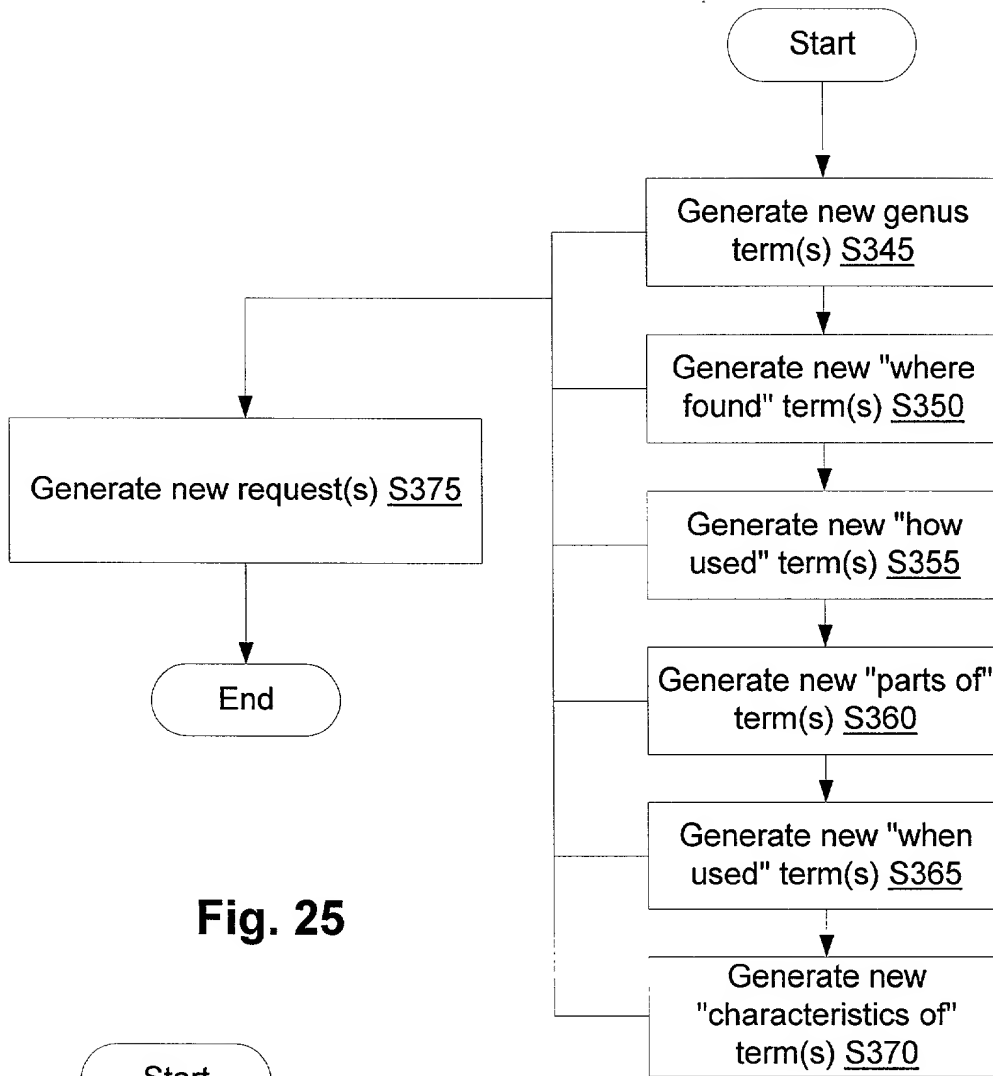 Start
Generate new genus
term(s) S345
Generate new "where
found" term(s) S350
Generate new request(s) S375
Generate new "how
used" term(s) S355
Generate new "parts of"
term(s) S360
End
Generate new "when
used" term(s) S365
Fig. 25
Generate new
"characteristics of"
term(s) S370
Start